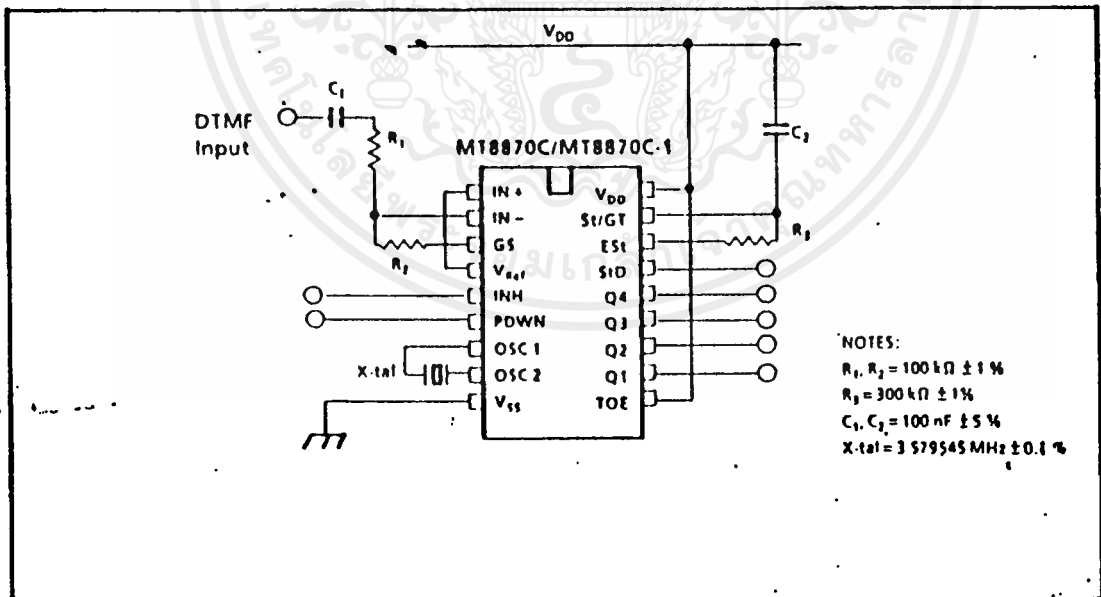 V_DD
C₁
DTMF
Input
R₁
C₂
MT8870C/MT8870C-1
IN +
V_DD
IN -
St/GT
GS
ESt
R₂
R₃
V_Ref
StD
INH
Q4
PDWN
Q3
OSC 1
Q2
X-tal
OSC 2
Q1
V_SS
TOE
NOTES:
R₁, R₂ = 100 kΩ ± 1 %
R₃ = 300 kΩ ± 1%
C₁, C₂ = 100 nF ± 5 %
X-tal = 3 579545 MHz ± 0.1 %